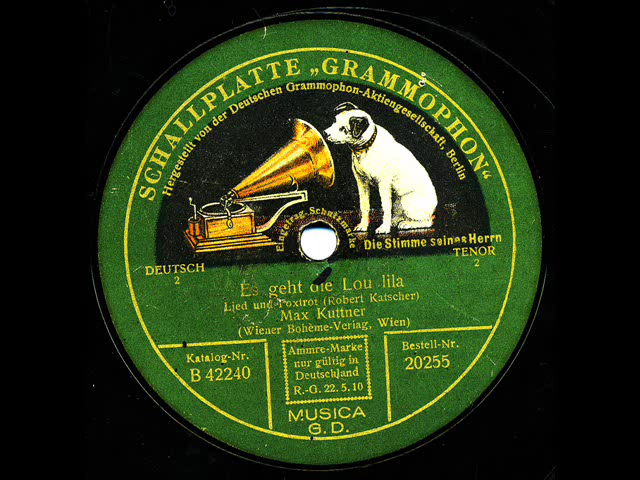 SCHALLPLATTE „GRAMMOPHON“
Hergestellt von der Deutschen Grammophon-Aktiengesellschaft, Berlin
Eingetrag. Schutzmarke
Die Stimme seines Herrn
DEUTSCH
2
TENOR
2
Es geht die Lou lila
Lied und Foxtrot (Robert Katscher)
Max Kuttner
(Wiener Bohème-Verlag, Wien)
Katalog-Nr.
B 42240
Ammre-Marke
nur gültig in
Deutschland
R.-G. 22. 5. 10
Bestell-Nr.
20255
MUSICA
G.D.